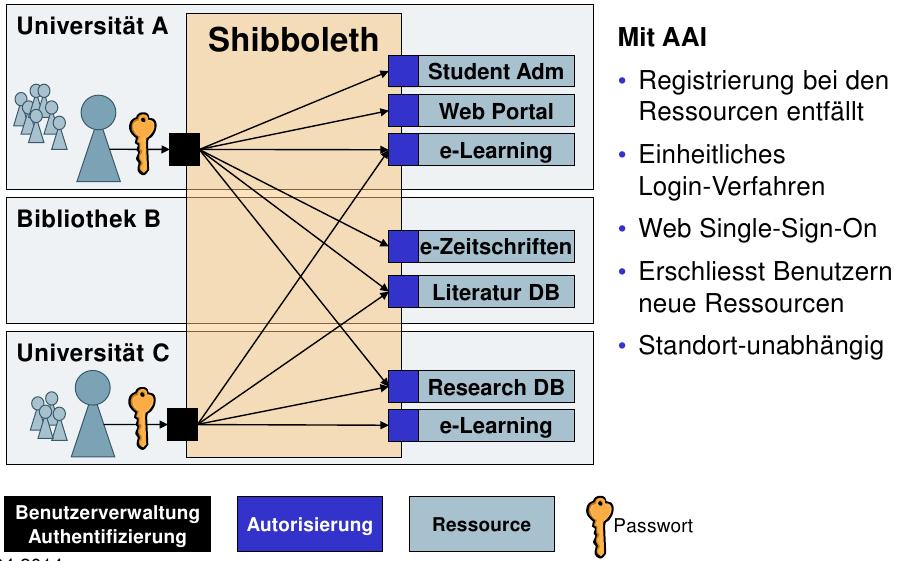 Universität A
Shibboleth
Student Adm
Web Portal
e-Learning
Bibliothek B
e-Zeitschriften
Literatur DB
Universität C
Research DB
e-Learning
Mit AAI
• Registrierung bei den
Ressourcen entfällt
• Einheitliches
Login-Verfahren
• Web Single-Sign-On
• Erschliesst Benutzern
neue Ressourcen
• Standort-unabhängig
Benutzerverwaltung
Authentifizierung
Autorisierung
Ressource
Passwort